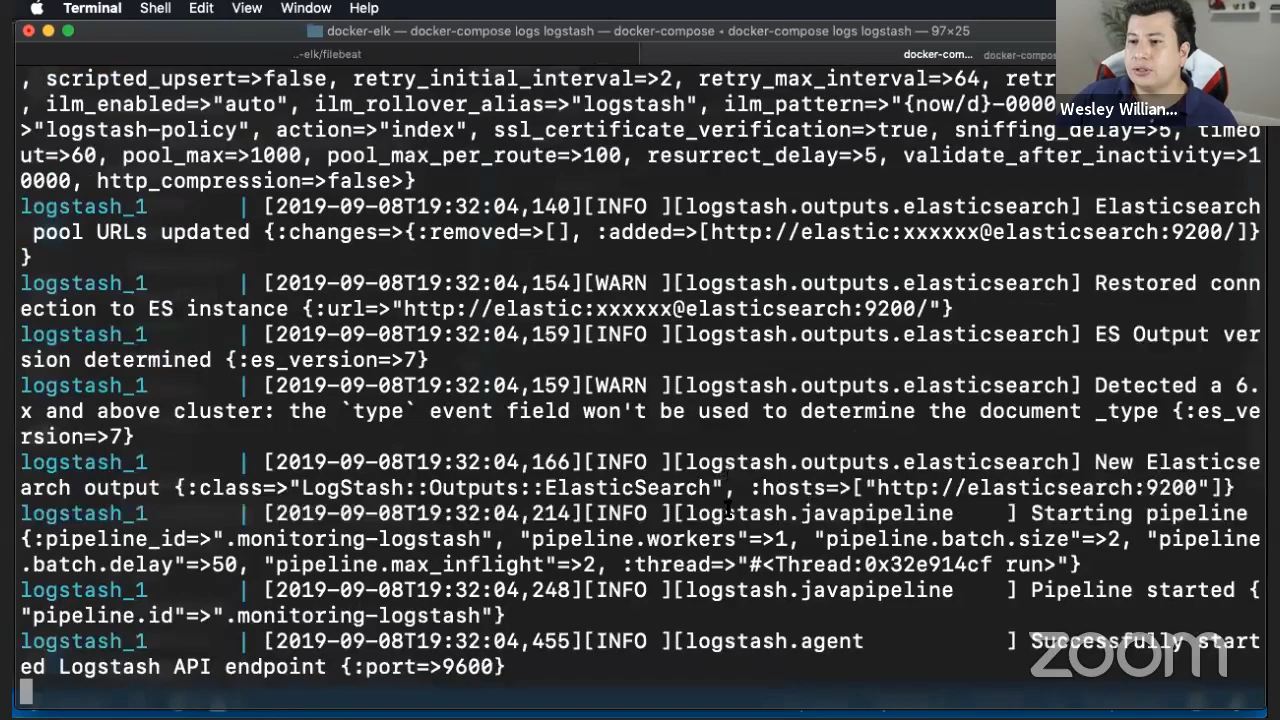 Terminal Shell Edit View Window Help
docker-elk — docker-compose logs logstash — docker-compose ◂ docker-compose logs logstash — 97×25
..-elk/filebeat
docker-com...
docker-compo
, scripted_upsert=>false, retry_initial_interval=>2, retry_max_interval=>64, retr
, ilm_enabled=>"auto", ilm_rollover_alias=>"logstash", ilm_pattern=>"{now/d}-0000
>"logstash-policy", action=>"index", ssl_certificate_verification=>true, sniffing_delay=>5, timeo
ut=>60, pool_max=>1000, pool_max_per_route=>100, resurrect_delay=>5, validate_after_inactivity=>1
0000, http_compression=>false>}
logstash_1 | [2019-09-08T19:32:04,140][INFO ][logstash.outputs.elasticsearch] Elasticsearch
pool URLs updated {:changes=>{:removed=>[], :added=>[http://elastic:xxxxxx@elasticsearch:9200/]}
}
logstash_1 | [2019-09-08T19:32:04,154][WARN ][logstash.outputs.elasticsearch] Restored conn
ection to ES instance {:url=>"http://elastic:xxxxxx@elasticsearch:9200/"}
logstash_1 | [2019-09-08T19:32:04,159][INFO ][logstash.outputs.elasticsearch] ES Output ver
sion determined {:es_version=>7}
logstash_1 | [2019-09-08T19:32:04,159][WARN ][logstash.outputs.elasticsearch] Detected a 6.
x and above cluster: the `type` event field won't be used to determine the document _type {:es_ve
rsion=>7}
logstash_1 | [2019-09-08T19:32:04,166][INFO ][logstash.outputs.elasticsearch] New Elasticse
arch output {:class=>"LogStash::Outputs::ElasticSearch", :hosts=>["http://elasticsearch:9200"]}
logstash_1 | [2019-09-08T19:32:04,214][INFO ][logstash.javapipeline ] Starting pipeline
{:pipeline_id=>".monitoring-logstash", "pipeline.workers"=>1, "pipeline.batch.size"=>2, "pipeline
.batch.delay"=>50, "pipeline.max_inflight"=>2, :thread=>"#<Thread:0x32e914cf run>"}
logstash_1 | [2019-09-08T19:32:04,248][INFO ][logstash.javapipeline ] Pipeline started {
"pipeline.id"=>".monitoring-logstash"}
logstash_1 | [2019-09-08T19:32:04,455][INFO ][logstash.agent ] Successfully start
ed Logstash API endpoint {:port=>9600}
Wesley Willian...
zoom